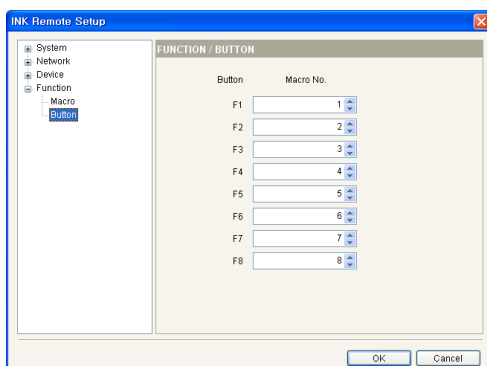 INK Remote Setup
System
Network
Device
Function
Macro
Button
FUNCTION / BUTTON
Button Macro No.
F1 1
F2 2
F3 3
F4 4
F5 5
F6 6
F7 7
F8 8
OK Cancel